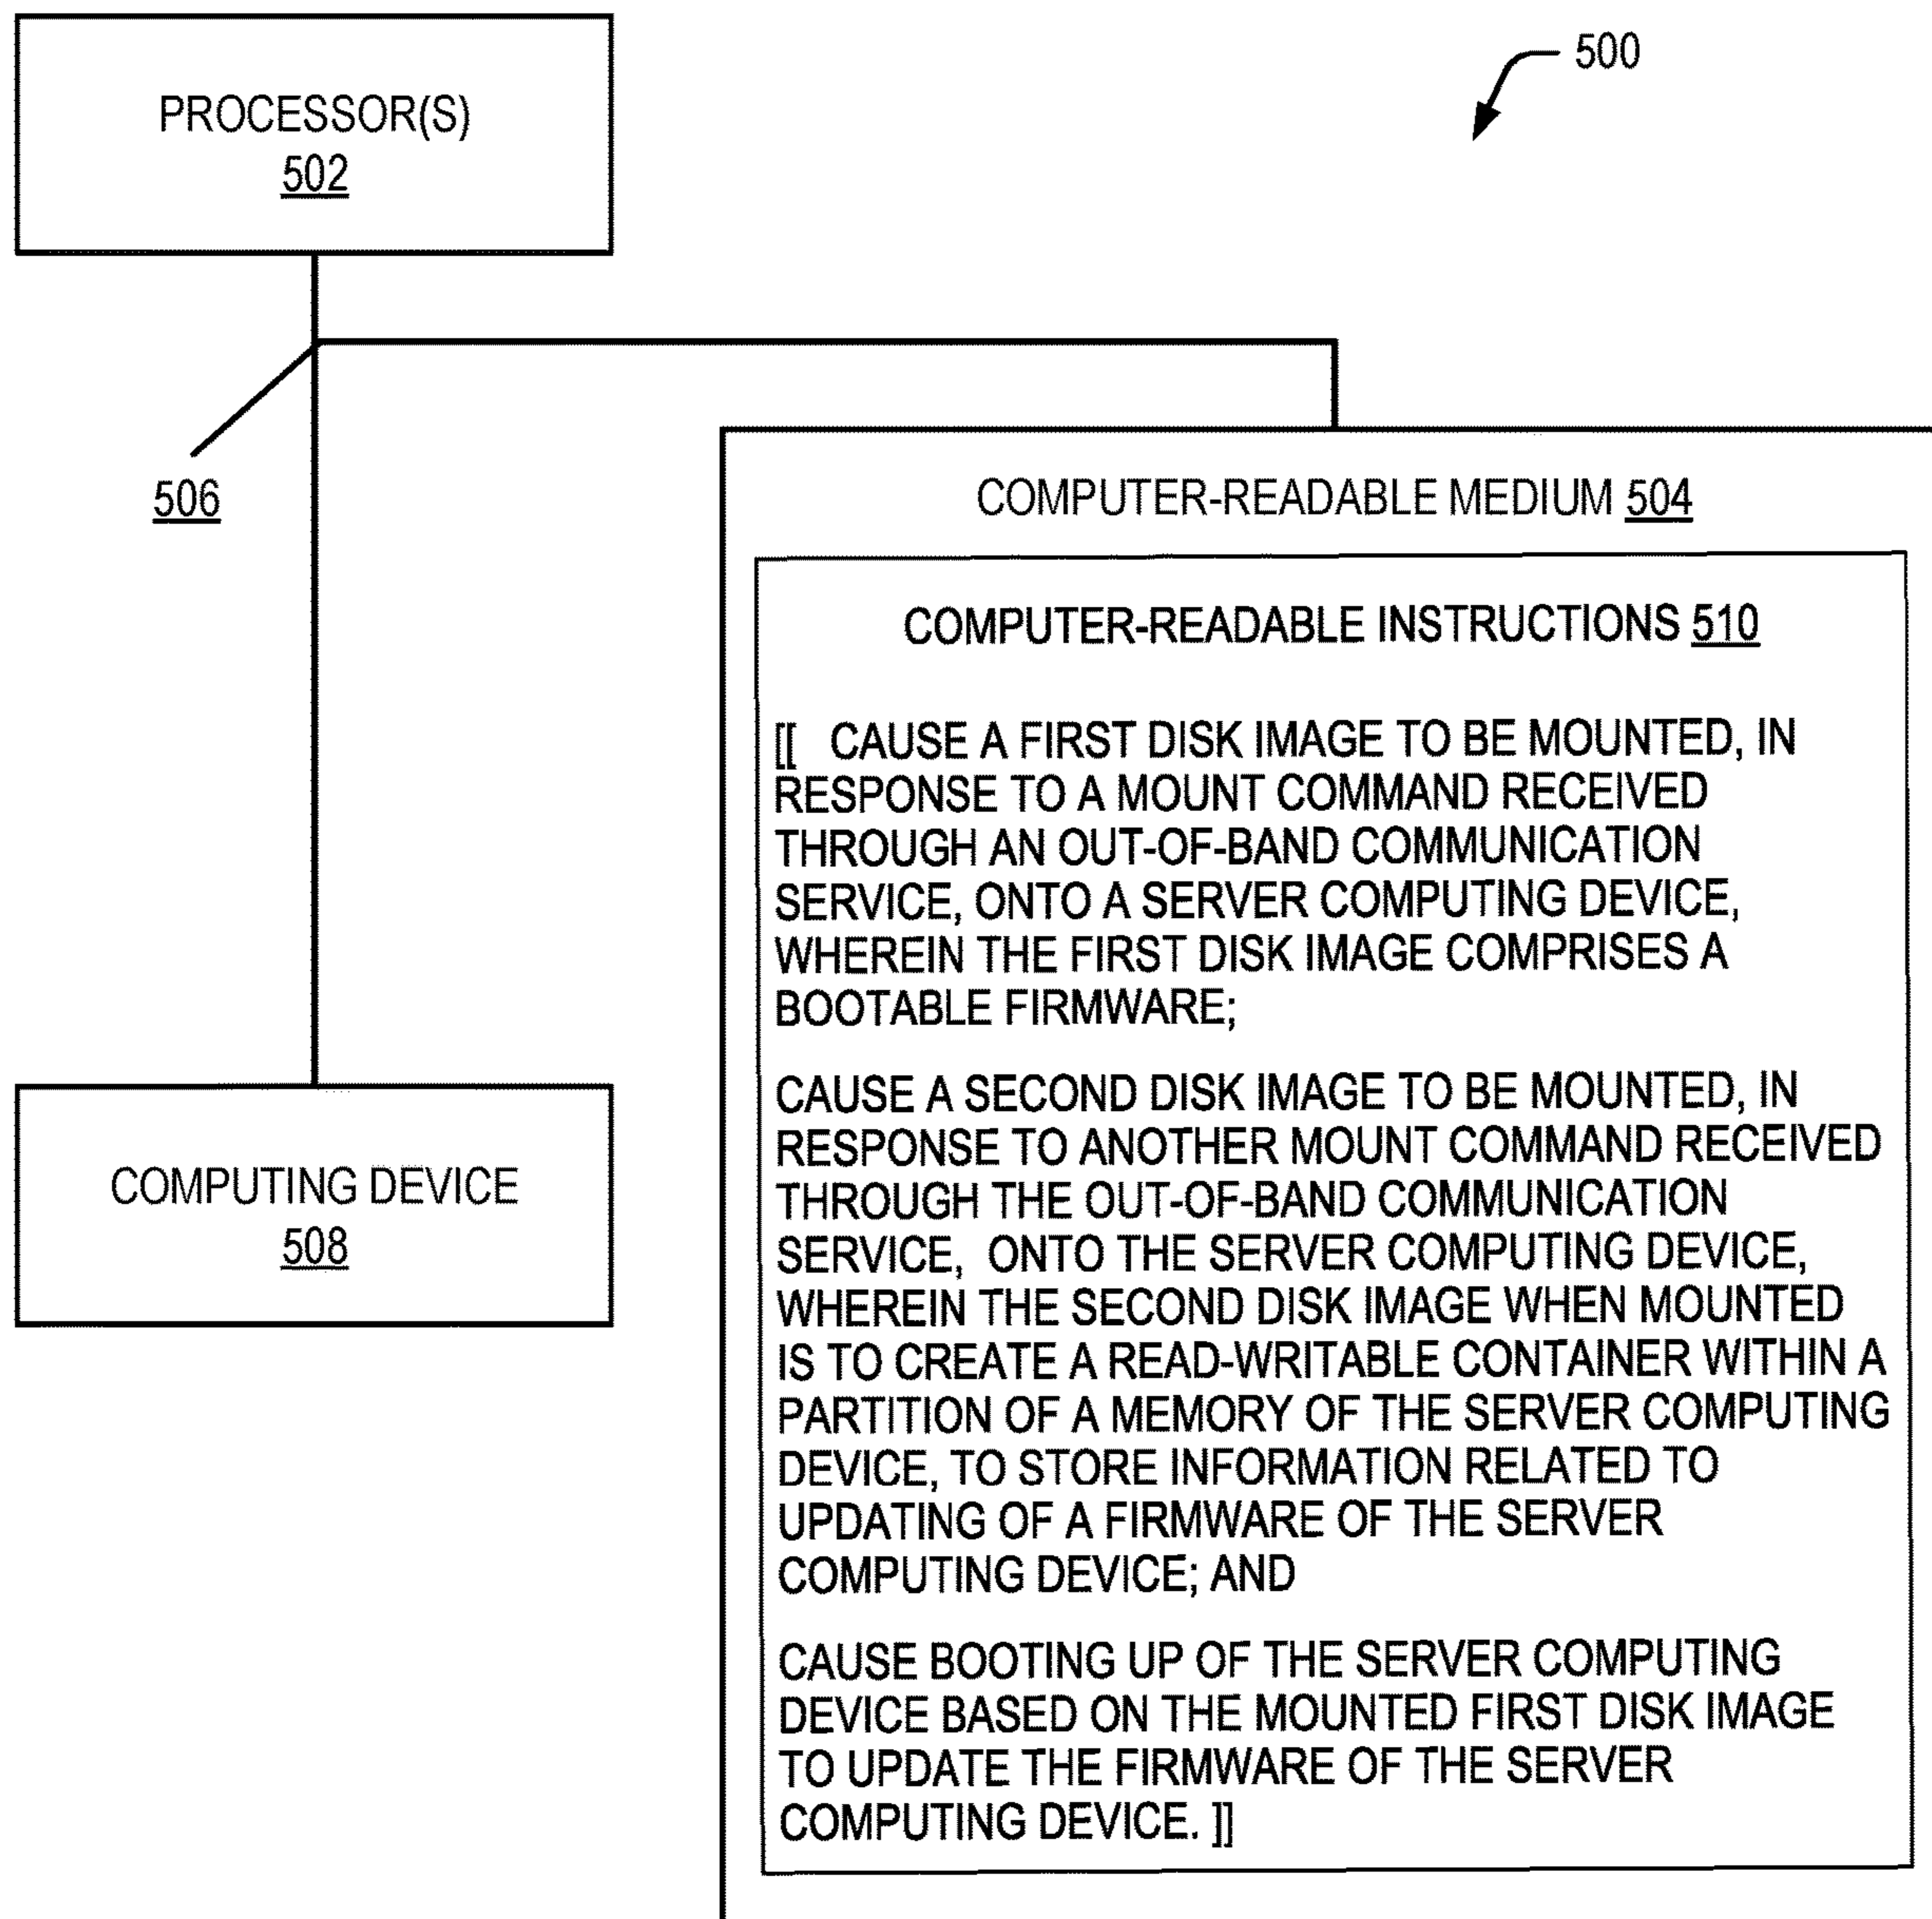 PROCESSOR(S)
502
500
506
COMPUTER-READABLE MEDIUM 504
COMPUTER-READABLE INSTRUCTIONS 510
[[ CAUSE A FIRST DISK IMAGE TO BE MOUNTED, IN
RESPONSE TO A MOUNT COMMAND RECEIVED
THROUGH AN OUT-OF-BAND COMMUNICATION
SERVICE, ONTO A SERVER COMPUTING DEVICE,
WHEREIN THE FIRST DISK IMAGE COMPRISES A
BOOTABLE FIRMWARE;
CAUSE A SECOND DISK IMAGE TO BE MOUNTED, IN
RESPONSE TO ANOTHER MOUNT COMMAND RECEIVED
THROUGH THE OUT-OF-BAND COMMUNICATION
SERVICE, ONTO THE SERVER COMPUTING DEVICE,
WHEREIN THE SECOND DISK IMAGE WHEN MOUNTED
IS TO CREATE A READ-WRITABLE CONTAINER WITHIN A
PARTITION OF A MEMORY OF THE SERVER COMPUTING
DEVICE, TO STORE INFORMATION RELATED TO
UPDATING OF A FIRMWARE OF THE SERVER
COMPUTING DEVICE; AND
CAUSE BOOTING UP OF THE SERVER COMPUTING
DEVICE BASED ON THE MOUNTED FIRST DISK IMAGE
TO UPDATE THE FIRMWARE OF THE SERVER
COMPUTING DEVICE. ]]
COMPUTING DEVICE
508